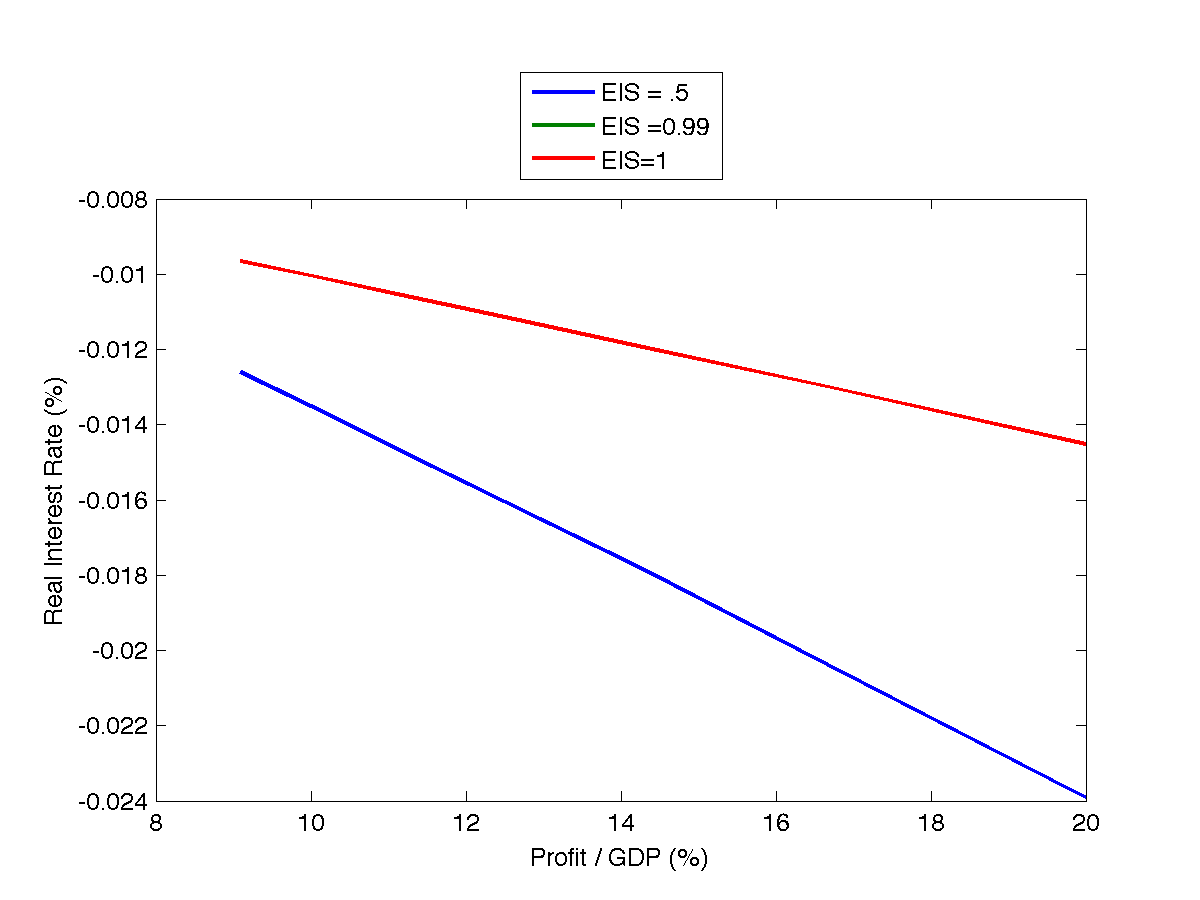 EIS = .5
EIS =0.99
EIS=1
-0.008
-0.01
-0.012
-0.014
-0.016
-0.018
-0.02
-0.022
-0.024
Real Interest Rate (%)
8 10 12 14 16 18 20
Profit / GDP (%)